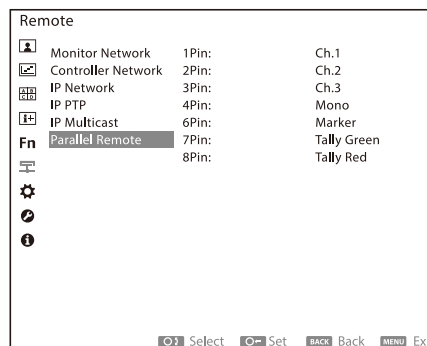 Remote
Monitor Network 1Pin: Ch.1
Controller Network 2Pin: Ch.2
IP Network 3Pin: Ch.3
IP PTP 4Pin: Mono
IP Multicast 6Pin: Marker
Parallel Remote 7Pin: Tally Green
8Pin: Tally Red
A B
C D
i+
Fn
Select Set BACK Back MENU Ex